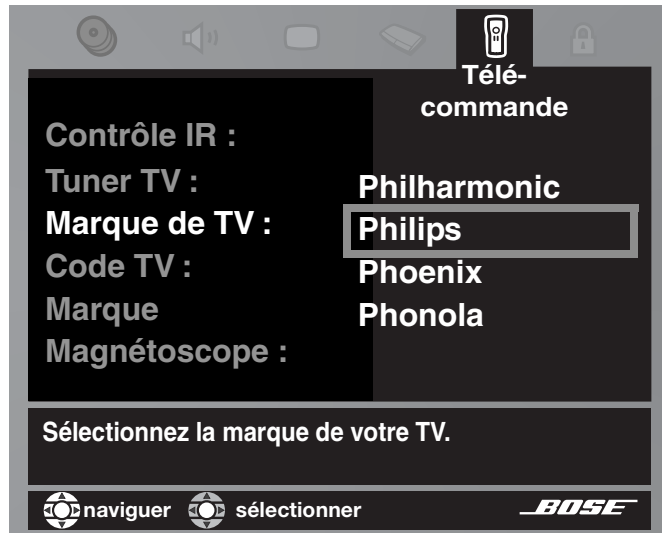 Télé-
commande
Contrôle IR :
Tuner TV :
Philharmonic
Marque de TV :
Philips
Code TV :
Phoenix
Marque
Phonola
Magnétoscope :
Sélectionnez la marque de votre TV.
naviguer sélectionner BOSE